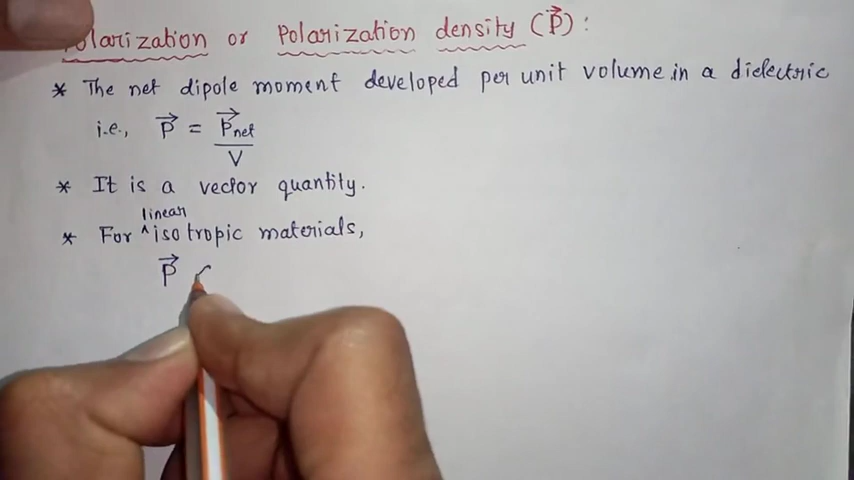 Polarization or Polarization density (P⃗):
* The net dipole moment developed per unit volume in a dielectric
i.e., P⃗ = p⃗net / V
* It is a vector quantity.
* For ^linear isotropic materials,
P⃗